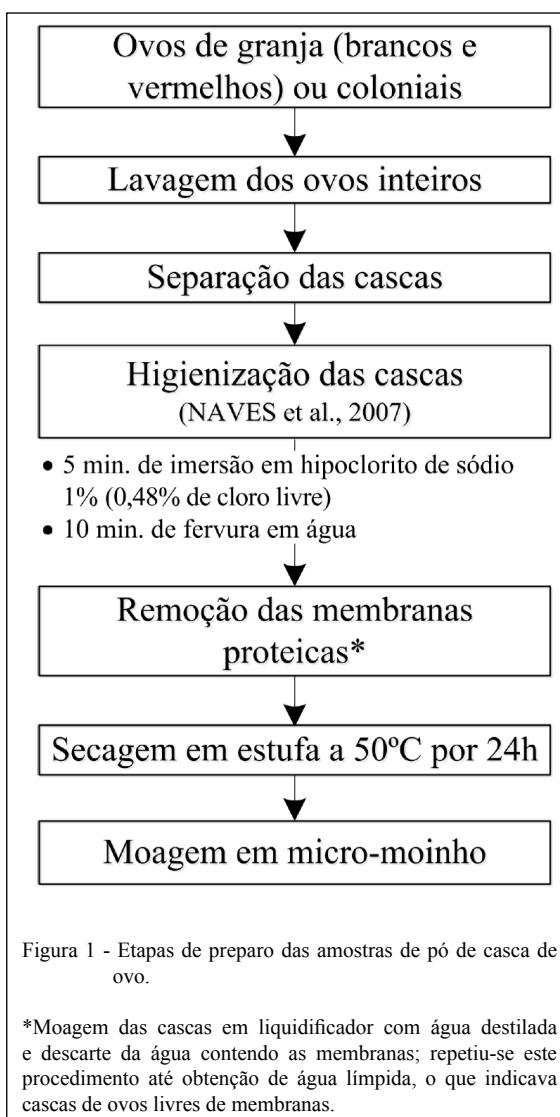 Ovos de granja (brancos e
vermelhos) ou coloniais
Lavagem dos ovos inteiros
Separação das cascas
Higienização das cascas
(NAVES et al., 2007)
• 5 min. de imersão em hipoclorito de sódio
1% (0,48% de cloro livre)
• 10 min. de fervura em água
Remoção das membranas
proteicas*
Secagem em estufa a 50ºC por 24h
Moagem em micro-moinho
Figura 1 - Etapas de preparo das amostras de pó de casca de
ovo.
*Moagem das cascas em liquidificador com água destilada
e descarte da água contendo as membranas; repetiu-se este
procedimento até obtenção de água límpida, o que indicava
cascas de ovos livres de membranas.